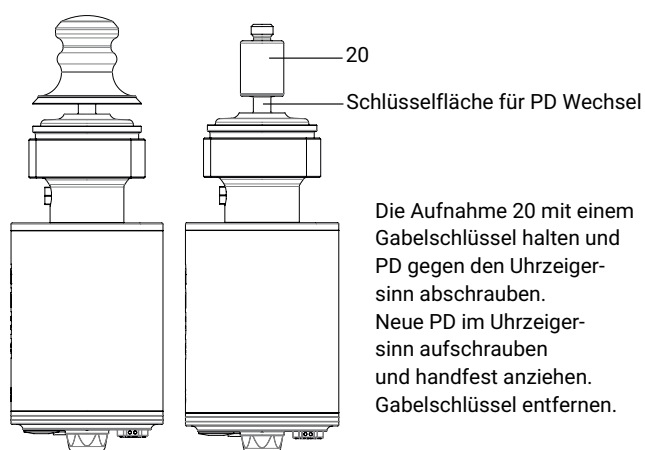 20
Schlüsselfläche für PD Wechsel
Die Aufnahme 20 mit einem
Gabelschlüssel halten und
PD gegen den Uhrzeiger-
sinn abschrauben.
Neue PD im Uhrzeiger-
sinn aufschrauben
und handfest anziehen.
Gabelschlüssel entfernen.